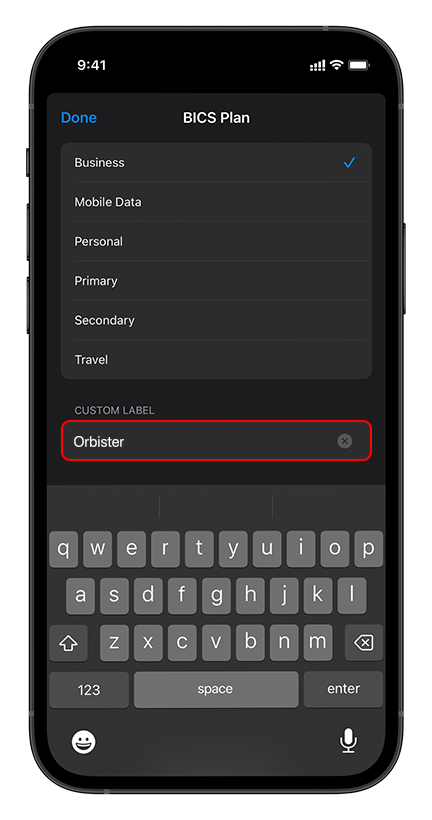 9:41
Done BICS Plan
Business
Mobile Data
Personal
Primary
Secondary
Travel
CUSTOM LABEL
Orbister
q w e r t y u i o p
a s d f g h j k l
z x c v b n m
123 space enter